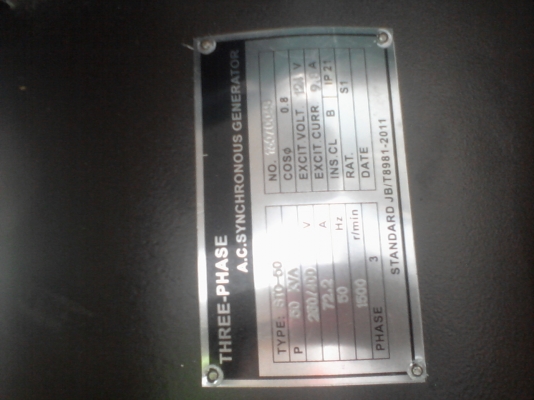 THREE-PHASE
A.C.SYNCHRONOUS GENERATOR
TYPE:
P 50 KVA
V
72.2 A
50 Hz
1500 r/min
PHASE 3
NO.
COSφ 0.8
EXCIT VOLT V
EXCIT CURR A
INS.CL B IP21
RAT. S1
DATE
STANDARD JB/T8981-2011